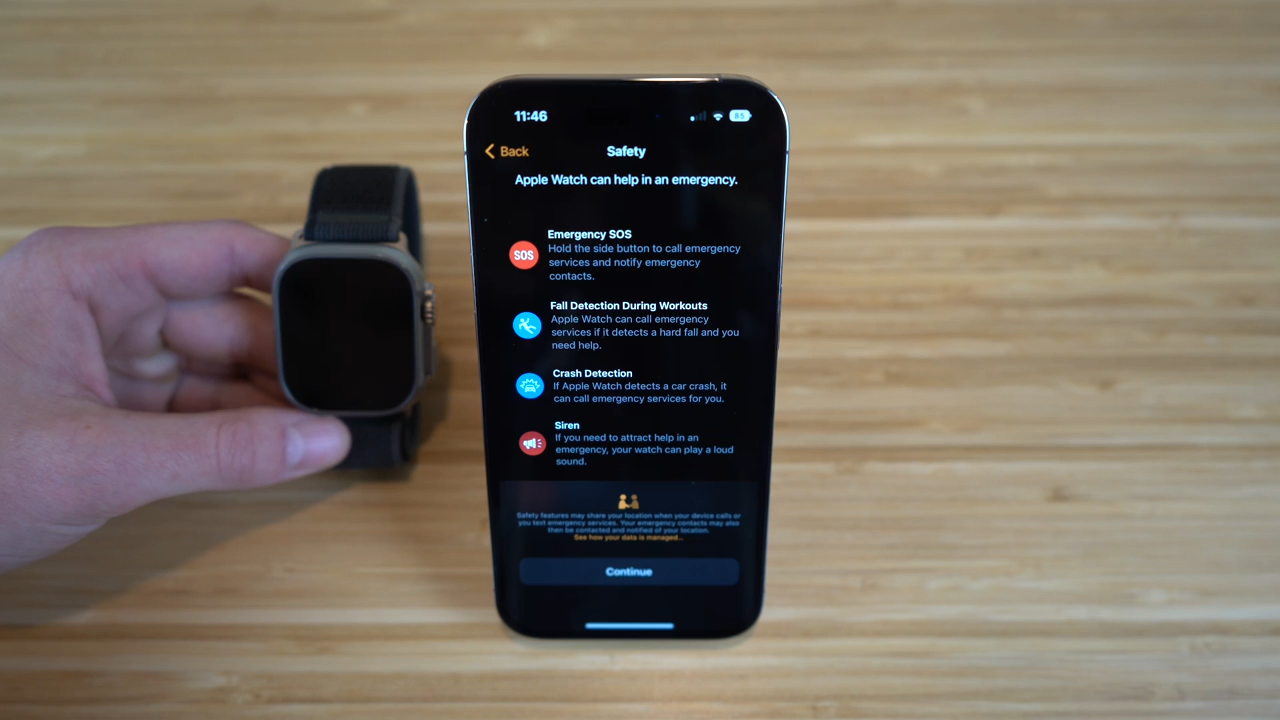 11:46
85
Back
Safety
Apple Watch can help in an emergency.
SOS
Emergency SOS
Hold the side button to call emergency
services and notify emergency
contacts.
Fall Detection During Workouts
Apple Watch can call emergency
services if it detects a hard fall and you
need help.
Crash Detection
If Apple Watch detects a car crash, it
can call emergency services for you.
Siren
If you need to attract help in an
emergency, your watch can play a loud
sound.
Safety features may share your location when your device calls or
you text emergency services. Your emergency contacts may also
then be contacted and notified of your location.
See how your data is managed...
Continue